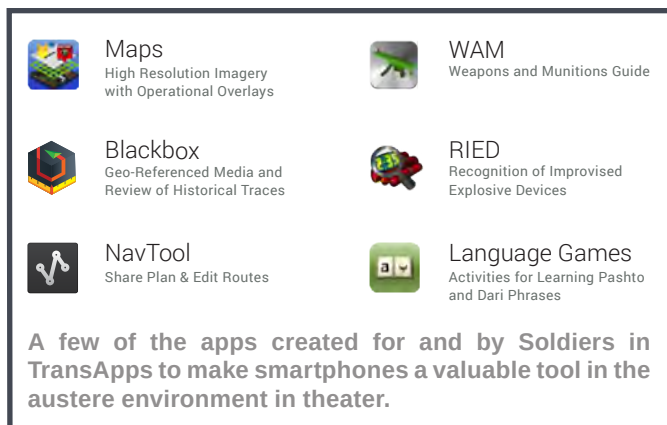 Maps
High Resolution Imagery
with Operational Overlays
WAM
Weapons and Munitions Guide
Blackbox
Geo-Referenced Media and
Review of Historical Traces
RIED
Recognition of Improvised
Explosive Devices
NavTool
Share Plan & Edit Routes
Language Games
Activities for Learning Pashto
and Dari Phrases
A few of the apps created for and by Soldiers in
TransApps to make smartphones a valuable tool in the
austere environment in theater.